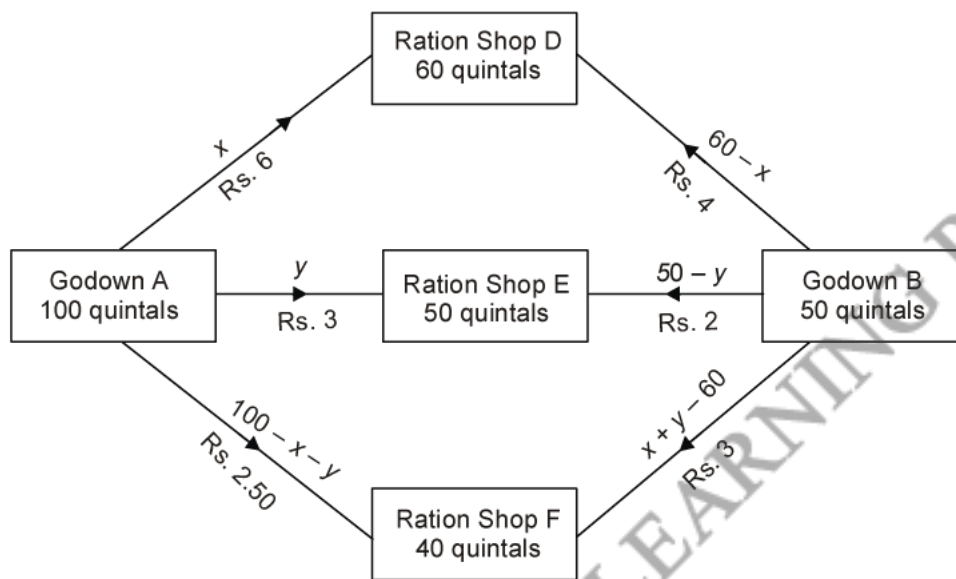 Ration Shop D
60 quintals
x
Rs. 6
60 – x
Rs. 4
Godown A
100 quintals
y
Rs. 3
Ration Shop E
50 quintals
50 – y
Rs. 2
Godown B
50 quintals
100 – x – y
Rs. 2.50
x + y – 60
Rs. 3
Ration Shop F
40 quintals
LEARNING